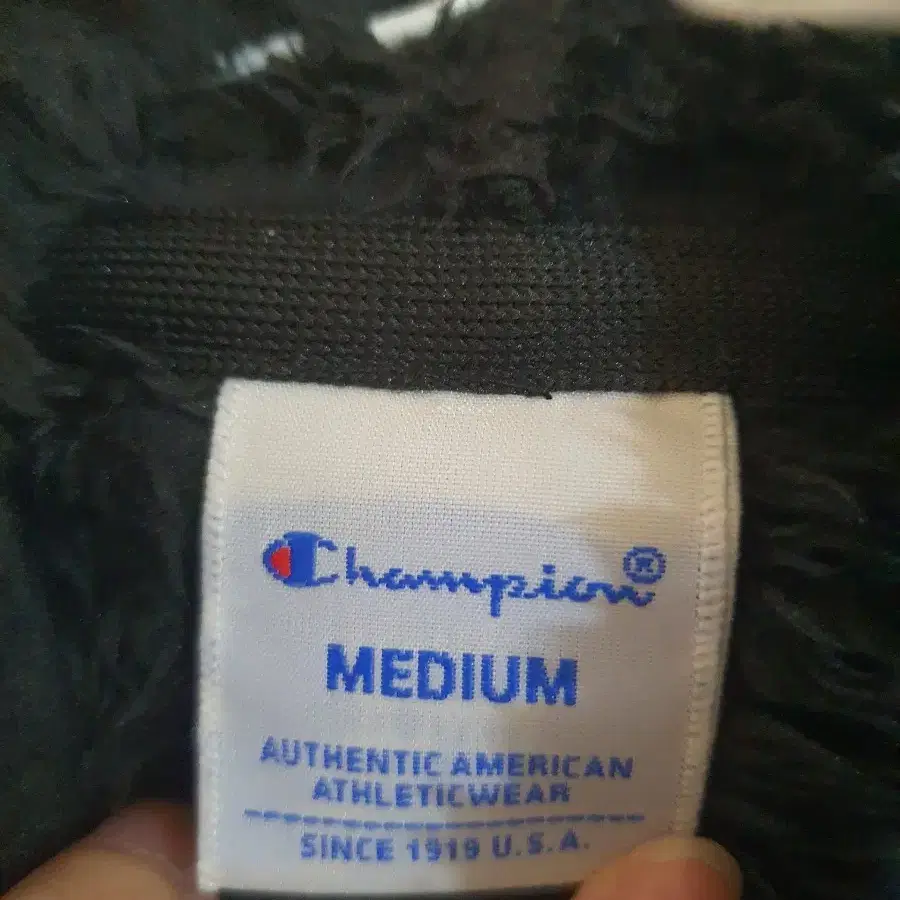 Champion®
MEDIUM
AUTHENTIC AMERICAN
ATHLETICWEAR
SINCE 1919 U.S.A.